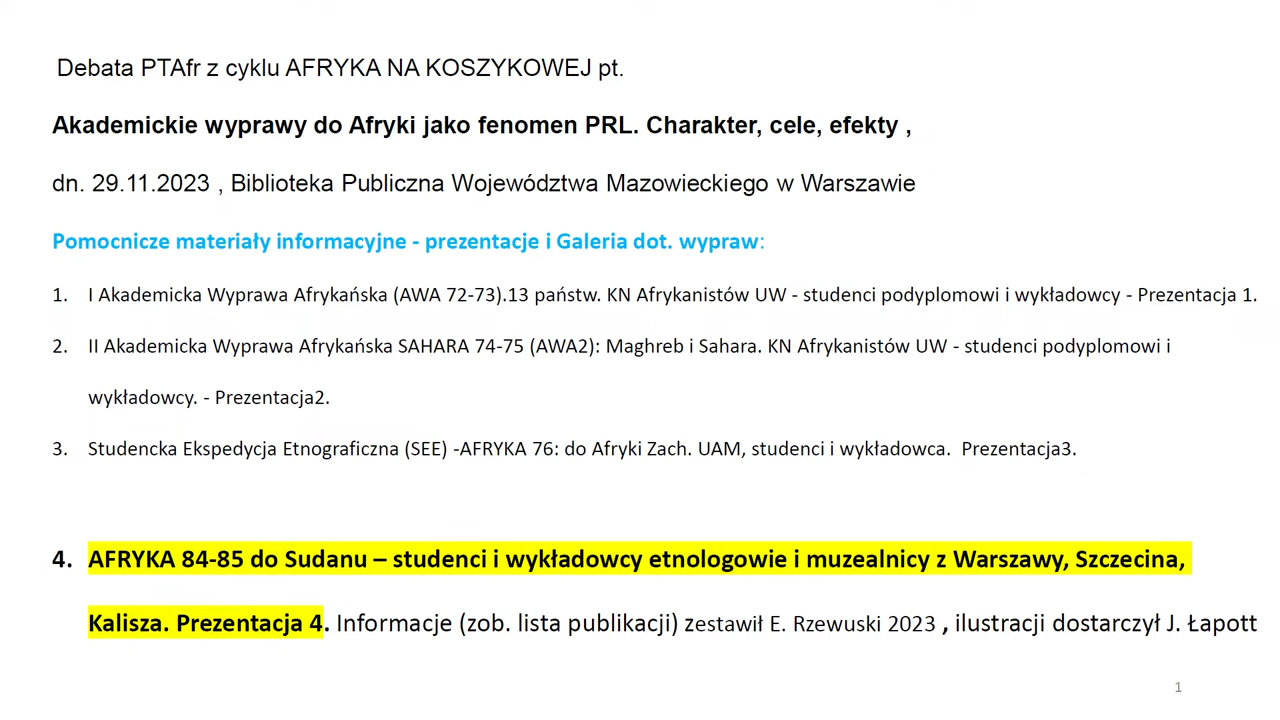 Debata PTAfr z cyklu AFRYKA NA KOSZYKOWEJ pt.
Akademickie wyprawy do Afryki jako fenomen PRL. Charakter, cele, efekty ,
dn. 29.11.2023 , Biblioteka Publiczna Województwa Mazowieckiego w Warszawie
Pomocnicze materiały informacyjne - prezentacje i Galeria dot. wypraw:
1. I Akademicka Wyprawa Afrykańska (AWA 72-73).13 państw. KN Afrykanistów UW - studenci podyplomowi i wykładowcy - Prezentacja 1.
2. II Akademicka Wyprawa Afrykańska SAHARA 74-75 (AWA2): Maghreb i Sahara. KN Afrykanistów UW - studenci podyplomowi i
wykładowcy. - Prezentacja2.
3. Studencka Ekspedycja Etnograficzna (SEE) -AFRYKA 76: do Afryki Zach. UAM, studenci i wykładowca. Prezentacja3.
4. AFRYKA 84-85 do Sudanu – studenci i wykładowcy etnologowie i muzealnicy z Warszawy, Szczecina,
Kalisza. Prezentacja 4. Informacje (zob. lista publikacji) zestawił E. Rzewuski 2023 , ilustracji dostarczył J. Łapott
1